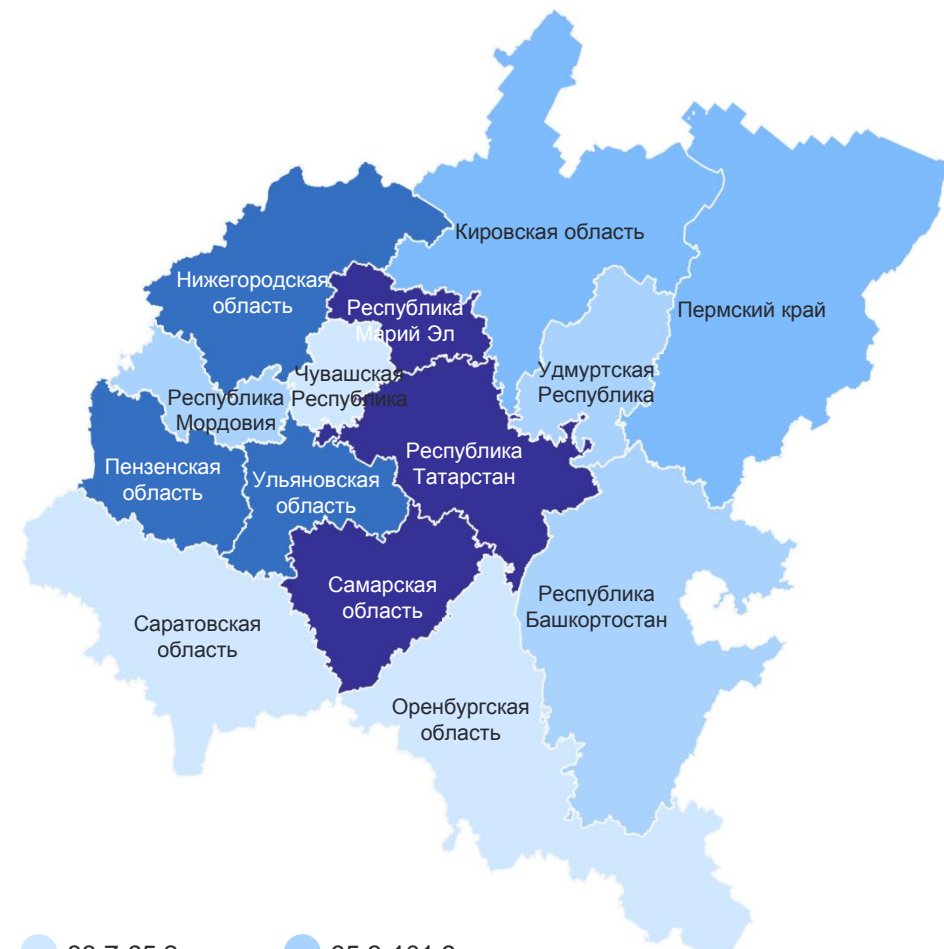 Кировская область
Нижегородская
область
Республика
Марий Эл
Пермский край
Чувашская
Республика
Удмуртская
Республика
Республика
Мордовия
Республика
Татарстан
Пензенская
область
Ульяновская
область
Самарская
область
Республика
Башкортостан
Саратовская
область
Оренбургская
область